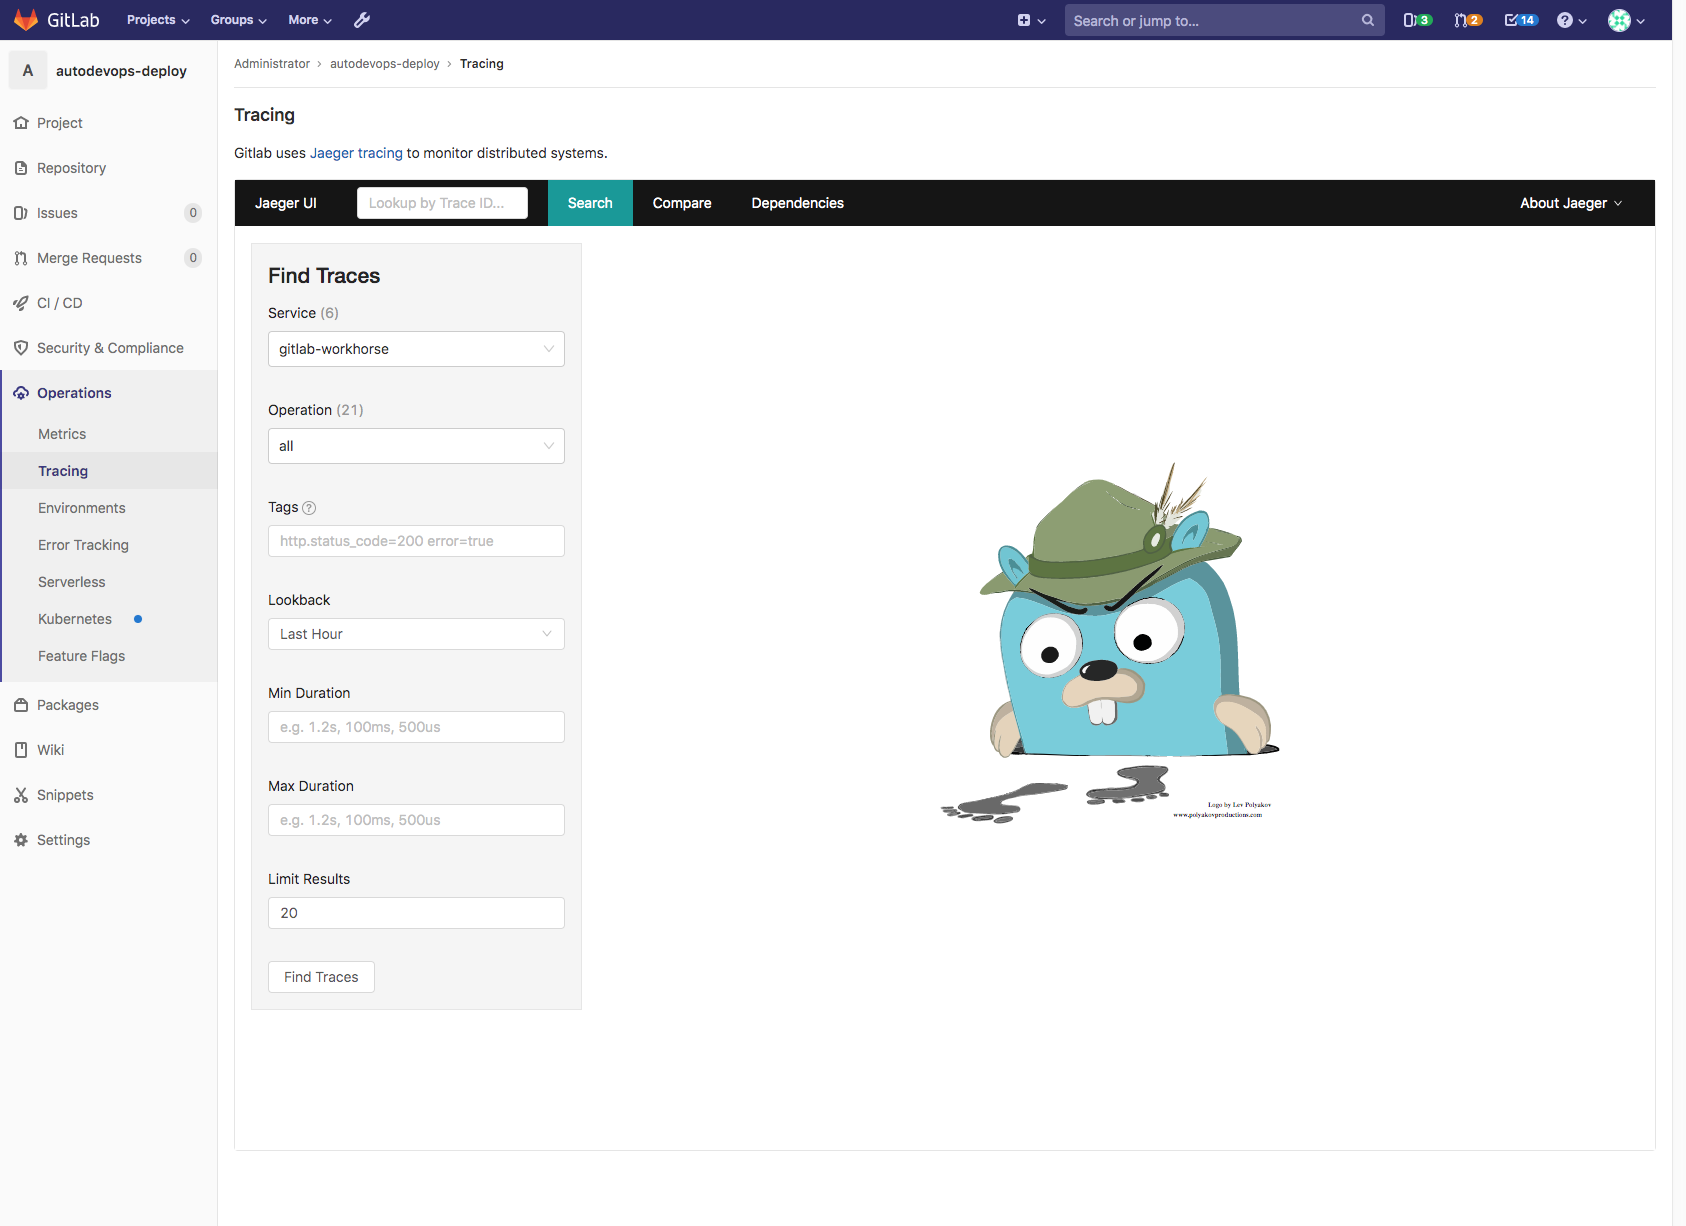 GitLab Projects Groups More Search or jump to... 3 2 14
A autodevops-deploy
Project
Repository
Issues 0
Merge Requests 0
CI / CD
Security & Compliance
Operations
Metrics
Tracing
Environments
Error Tracking
Serverless
Kubernetes
Feature Flags
Packages
Wiki
Snippets
Settings
Administrator › autodevops-deploy › Tracing
Tracing
Gitlab uses Jaeger tracing to monitor distributed systems.
Jaeger UI Lookup by Trace ID... Search Compare Dependencies About Jaeger
Find Traces
Service (6)
gitlab-workhorse
Operation (21)
all
Tags ?
http.status_code=200 error=true
Lookback
Last Hour
Min Duration
e.g. 1.2s, 100ms, 500us
Max Duration
e.g. 1.2s, 100ms, 500us
Limit Results
20
Find Traces
Logo by Lev Polyakov
www.polyakovproductions.com